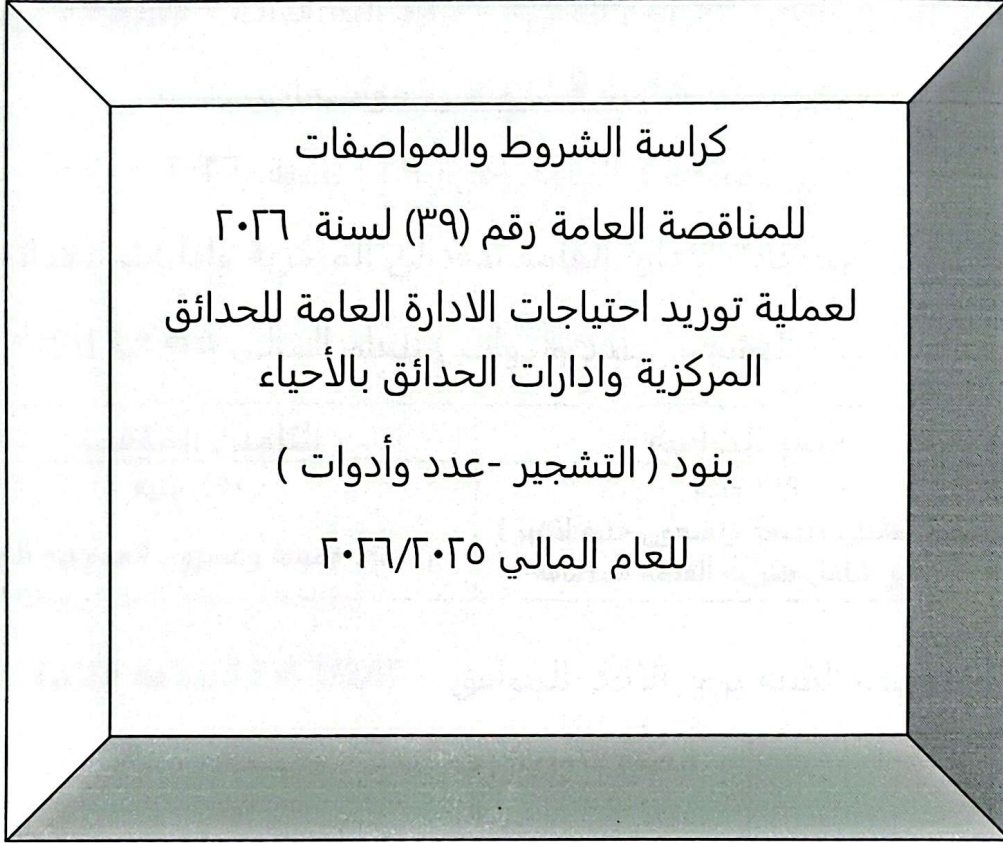 كراسة الشروط والمواصفات
للمناقصة العامة رقم (٣٩) لسنة ٢٠٢٦
لعملية توريد احتياجات الادارة العامة للحدائق
المركزية وادارات الحدائق بالأحياء
بنود ( التشجير -عدد وأدوات )
للعام المالي ٢٠٢٦/٢٠٢٥